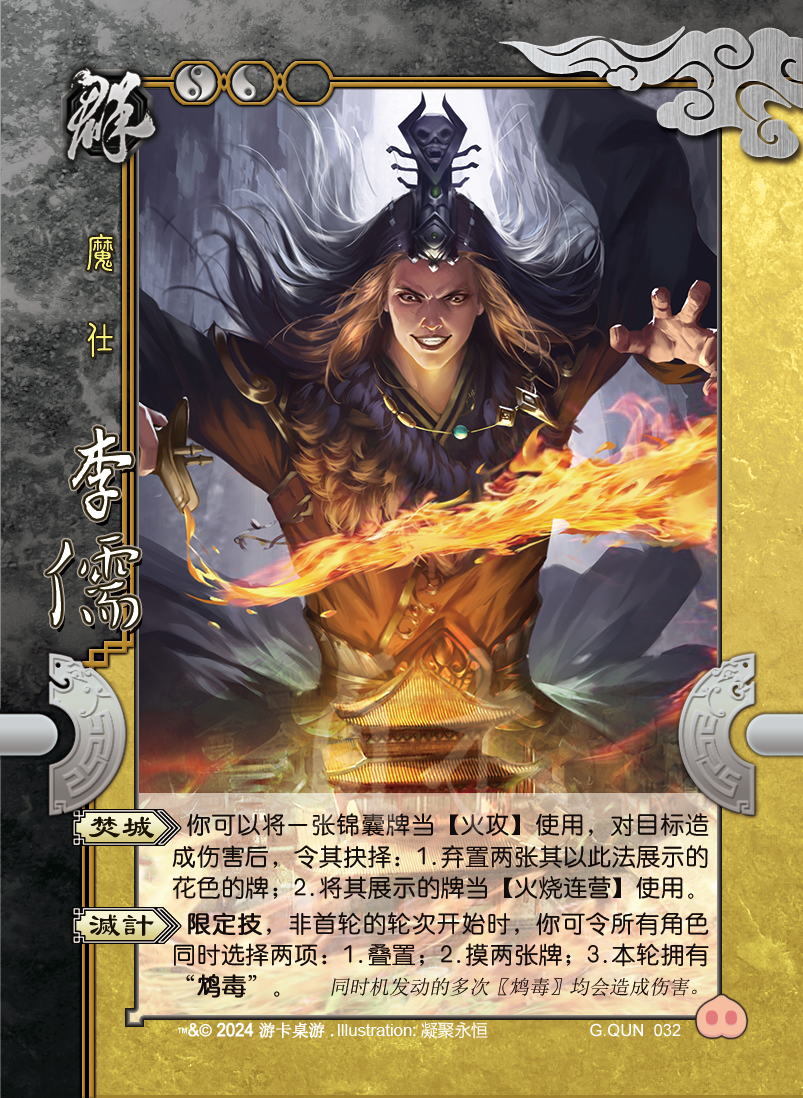 群
魔仕
李儒
焚城
你可以将一张锦囊牌当【火攻】使用，对目标造
成伤害后，令其抉择：1.弃置两张其以此法展示的
花色的牌；2.将其展示的牌当【火烧连营】使用。
滅計
限定技，非首轮的轮次开始时，你可令所有角色
同时选择两项：1.叠置；2.摸两张牌；3.本轮拥有
“鸩毒”。 同时机发动的多次〖鸩毒〗均会造成伤害。
™&© 2024 游卡桌游 . Illustration: 凝聚永恒 G.QUN 032